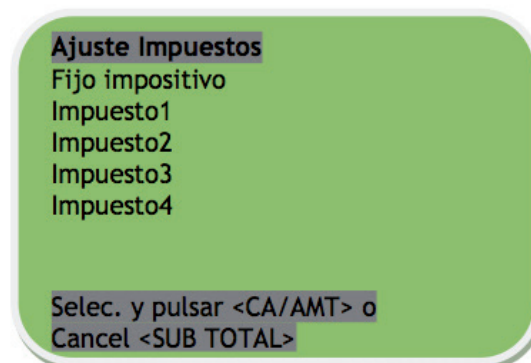 Ajuste Impuestos
Fijo impositivo
Impuesto1
Impuesto2
Impuesto3
Impuesto4
Selec. y pulsar <CA/AMT> o
Cancel <SUB TOTAL>